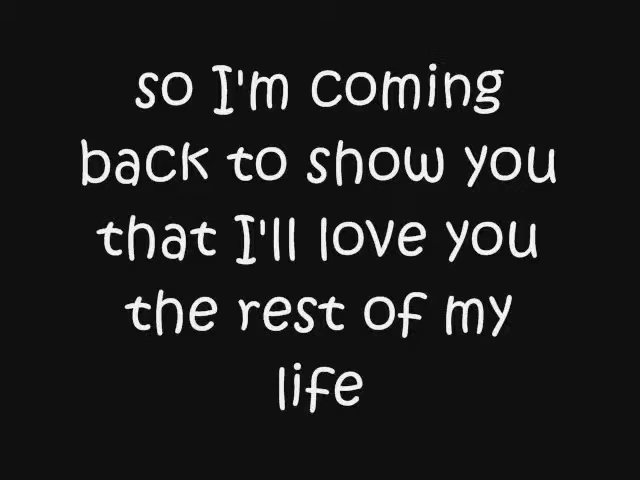 so I'm coming
back to show you
that I'll love you
the rest of my
life